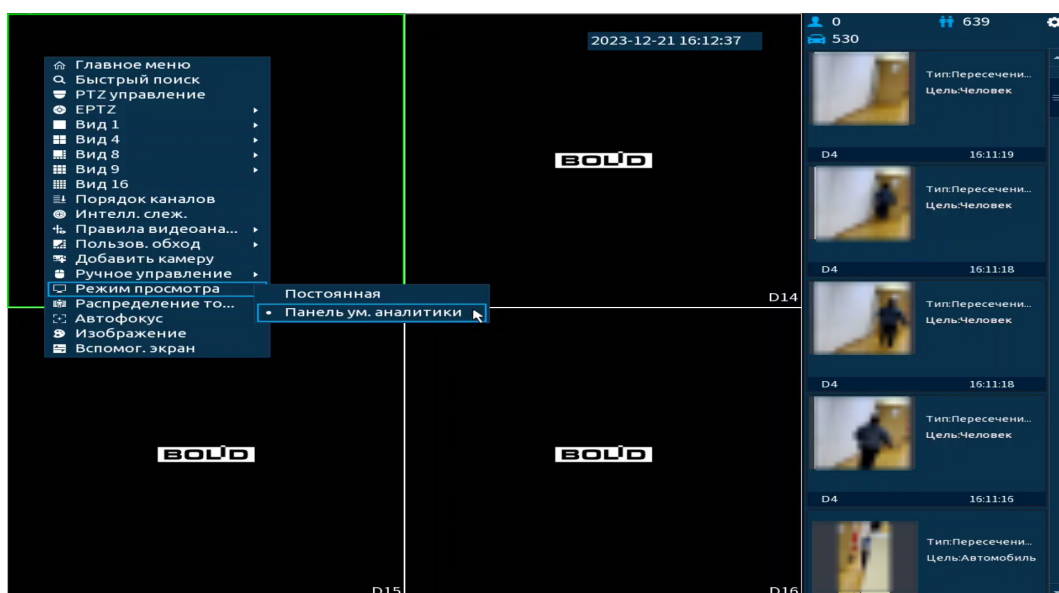 2023-12-21 16:12:37
Главное меню
Быстрый поиск
PTZ управление
EPTZ
Вид 1
Вид 4
Вид 8
Вид 9
Вид 16
Порядок каналов
Интелл. слеж.
Правила видеоана...
Пользов. обход
Добавить камеру
Ручное управление
Режим просмотра
Распределение то...
Автофокус
Изображение
Вспомог. экран
Постоянная
Панель ум. аналитики
BOLID
D14
BOLID
D15
BOLID
D16
0
639
530
Тип:Пересечени...
Цель:Человек
D4 16:11:19
Тип:Пересечени...
Цель:Человек
D4 16:11:18
Тип:Пересечени...
Цель:Человек
D4 16:11:18
Тип:Пересечени...
Цель:Человек
D4 16:11:16
Тип:Пересечени...
Цель:Автомобиль